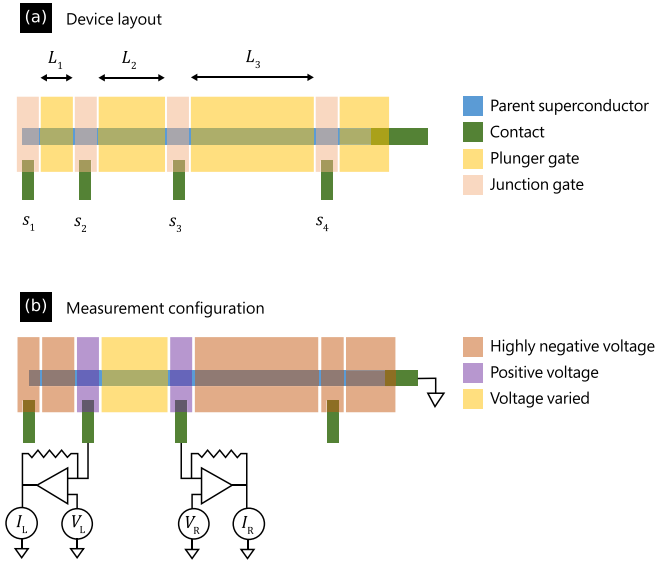 (a) Device layout
L1 L2 L3
Parent superconductor
Contact
Plunger gate
Junction gate
s1 s2 s3 s4
(b) Measurement configuration
Highly negative voltage
Positive voltage
Voltage varied
IL VL VR IR